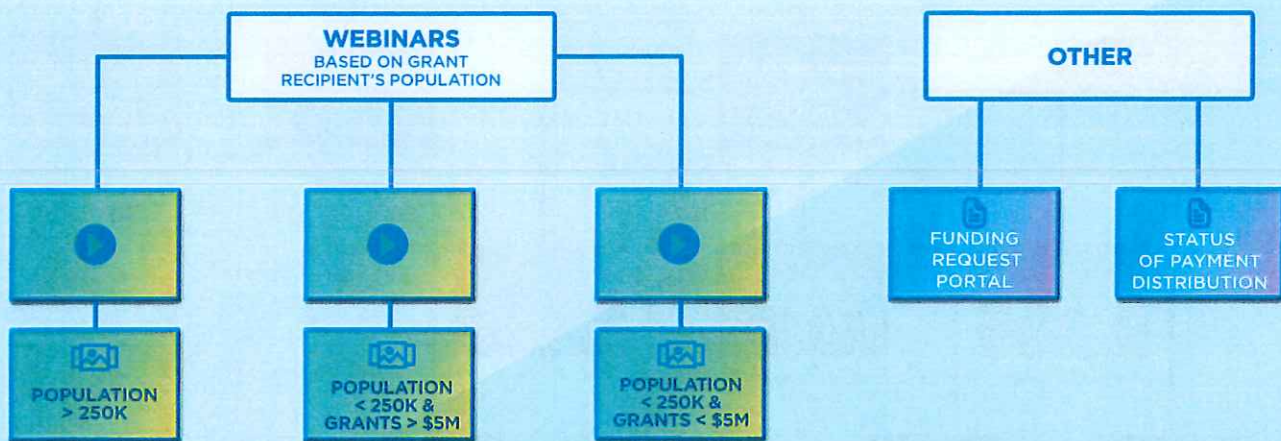 WEBINARS
BASED ON GRANT
RECIPIENT'S POPULATION
OTHER
FUNDING
REQUEST
PORTAL
STATUS
OF PAYMENT
DISTRIBUTION
POPULATION
> 250K
POPULATION
< 250K &
GRANTS > $5M
POPULATION
< 250K &
GRANTS < $5M